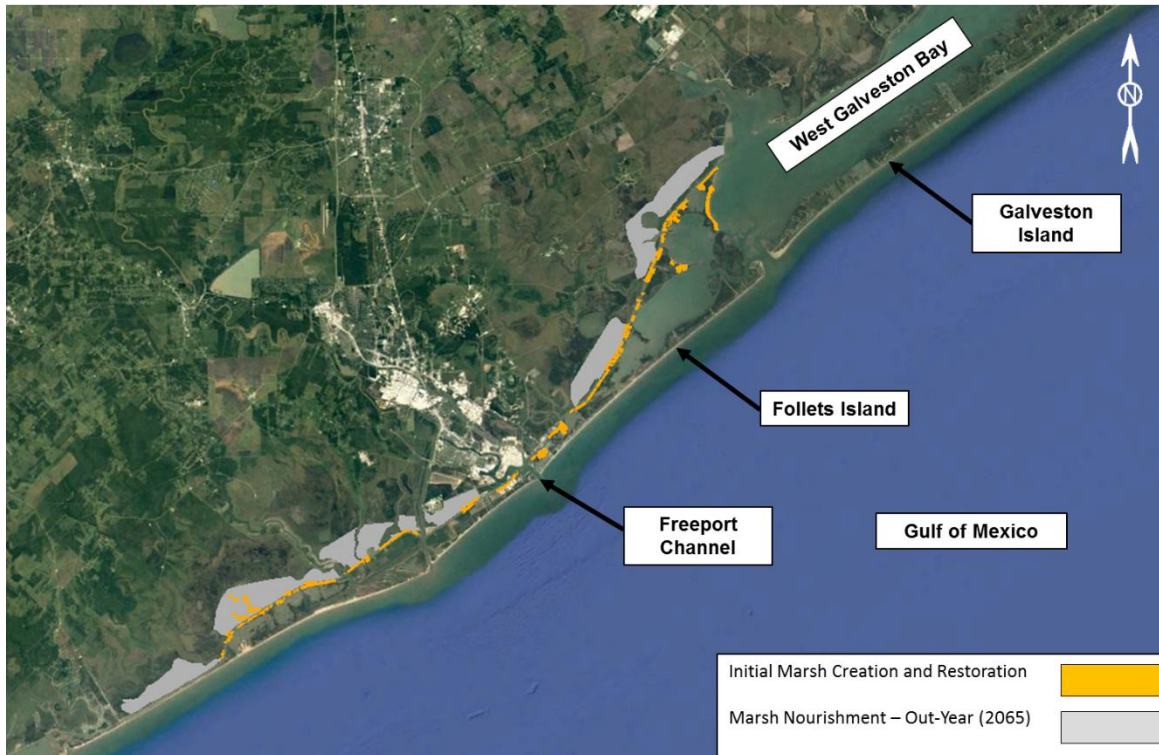 West Galveston Bay
N
Galveston
Island
Follets Island
Freeport
Channel
Gulf of Mexico
Initial Marsh Creation and Restoration
Marsh Nourishment – Out-Year (2065)